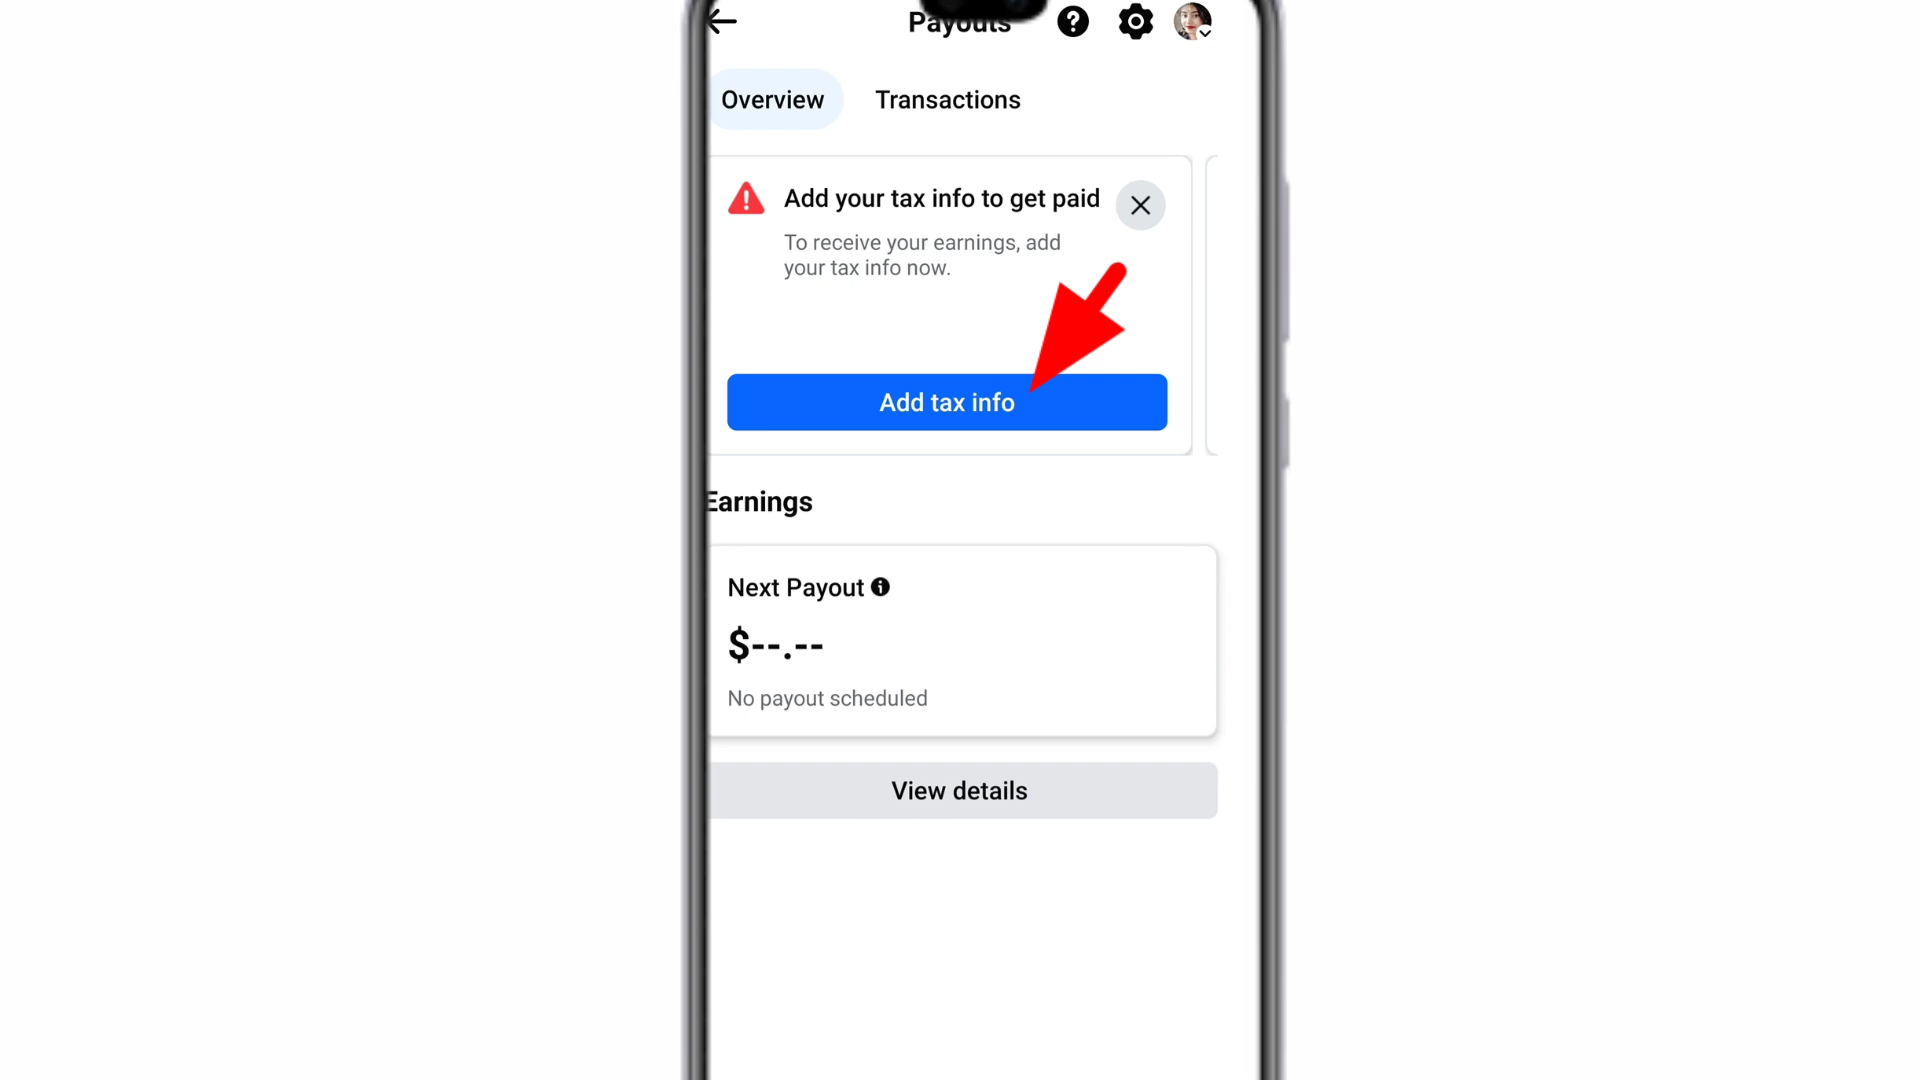 Payouts
Overview
Transactions
Add your tax info to get paid
To receive your earnings, add
your tax info now.
Add tax info
Earnings
Next Payout
$--.--
No payout scheduled
View details